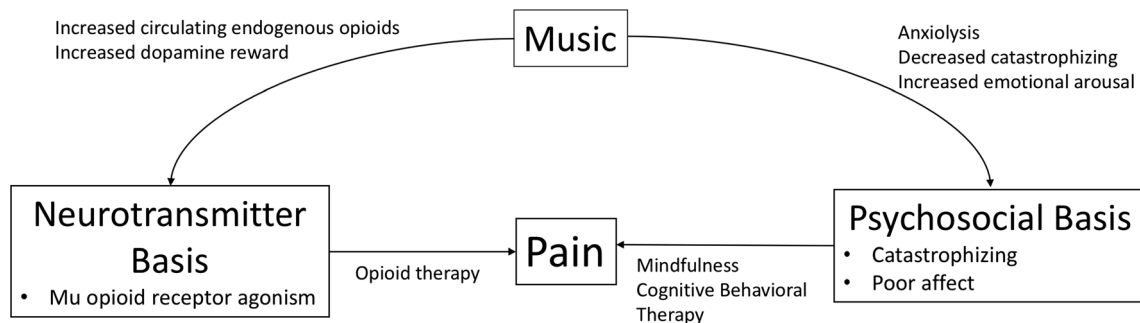 Increased circulating endogenous opioids
Increased dopamine reward
Music
Anxiolysis
Decreased catastrophizing
Increased emotional arousal
Neurotransmitter
Basis
• Mu opioid receptor agonism
Opioid therapy
Pain
Mindfulness
Cognitive Behavioral
Therapy
Psychosocial Basis
• Catastrophizing
• Poor affect